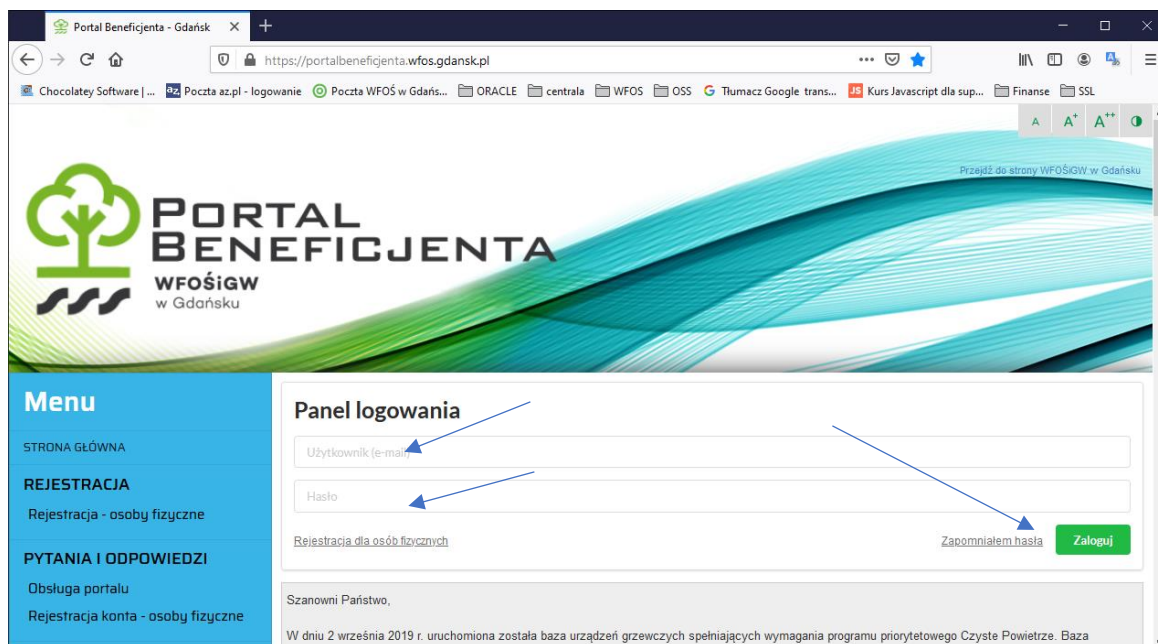 Portal Beneficjenta - Gdańsk
https://portalbeneficjenta.wfos.gdansk.pl
Chocolatey Software | ... Poczta az.pl - logowanie Poczta WFOŚ w Gdańs... ORACLE centrala WFOS OSS Tłumacz Google trans... Kurs Javascript dla sup... Finanse SSL
A A+ A++
Przejdź do strony WFOŚiGW w Gdańsku
PORTAL
BENEFICJENTA
WFOŚiGW
w Gdańsku
Menu
STRONA GŁÓWNA
REJESTRACJA
Rejestracja - osoby fizyczne
PYTANIA I ODPOWIEDZI
Obsługa portalu
Rejestracja konta - osoby fizyczne
Panel logowania
Użytkownik (e-mail)
Hasło
Rejestracja dla osób fizycznych Zapomniałem hasła Zaloguj
Szanowni Państwo,
W dniu 2 września 2019 r. uruchomiona została baza urządzeń grzewczych spełniających wymagania programu priorytetowego Czyste Powietrze. Baza